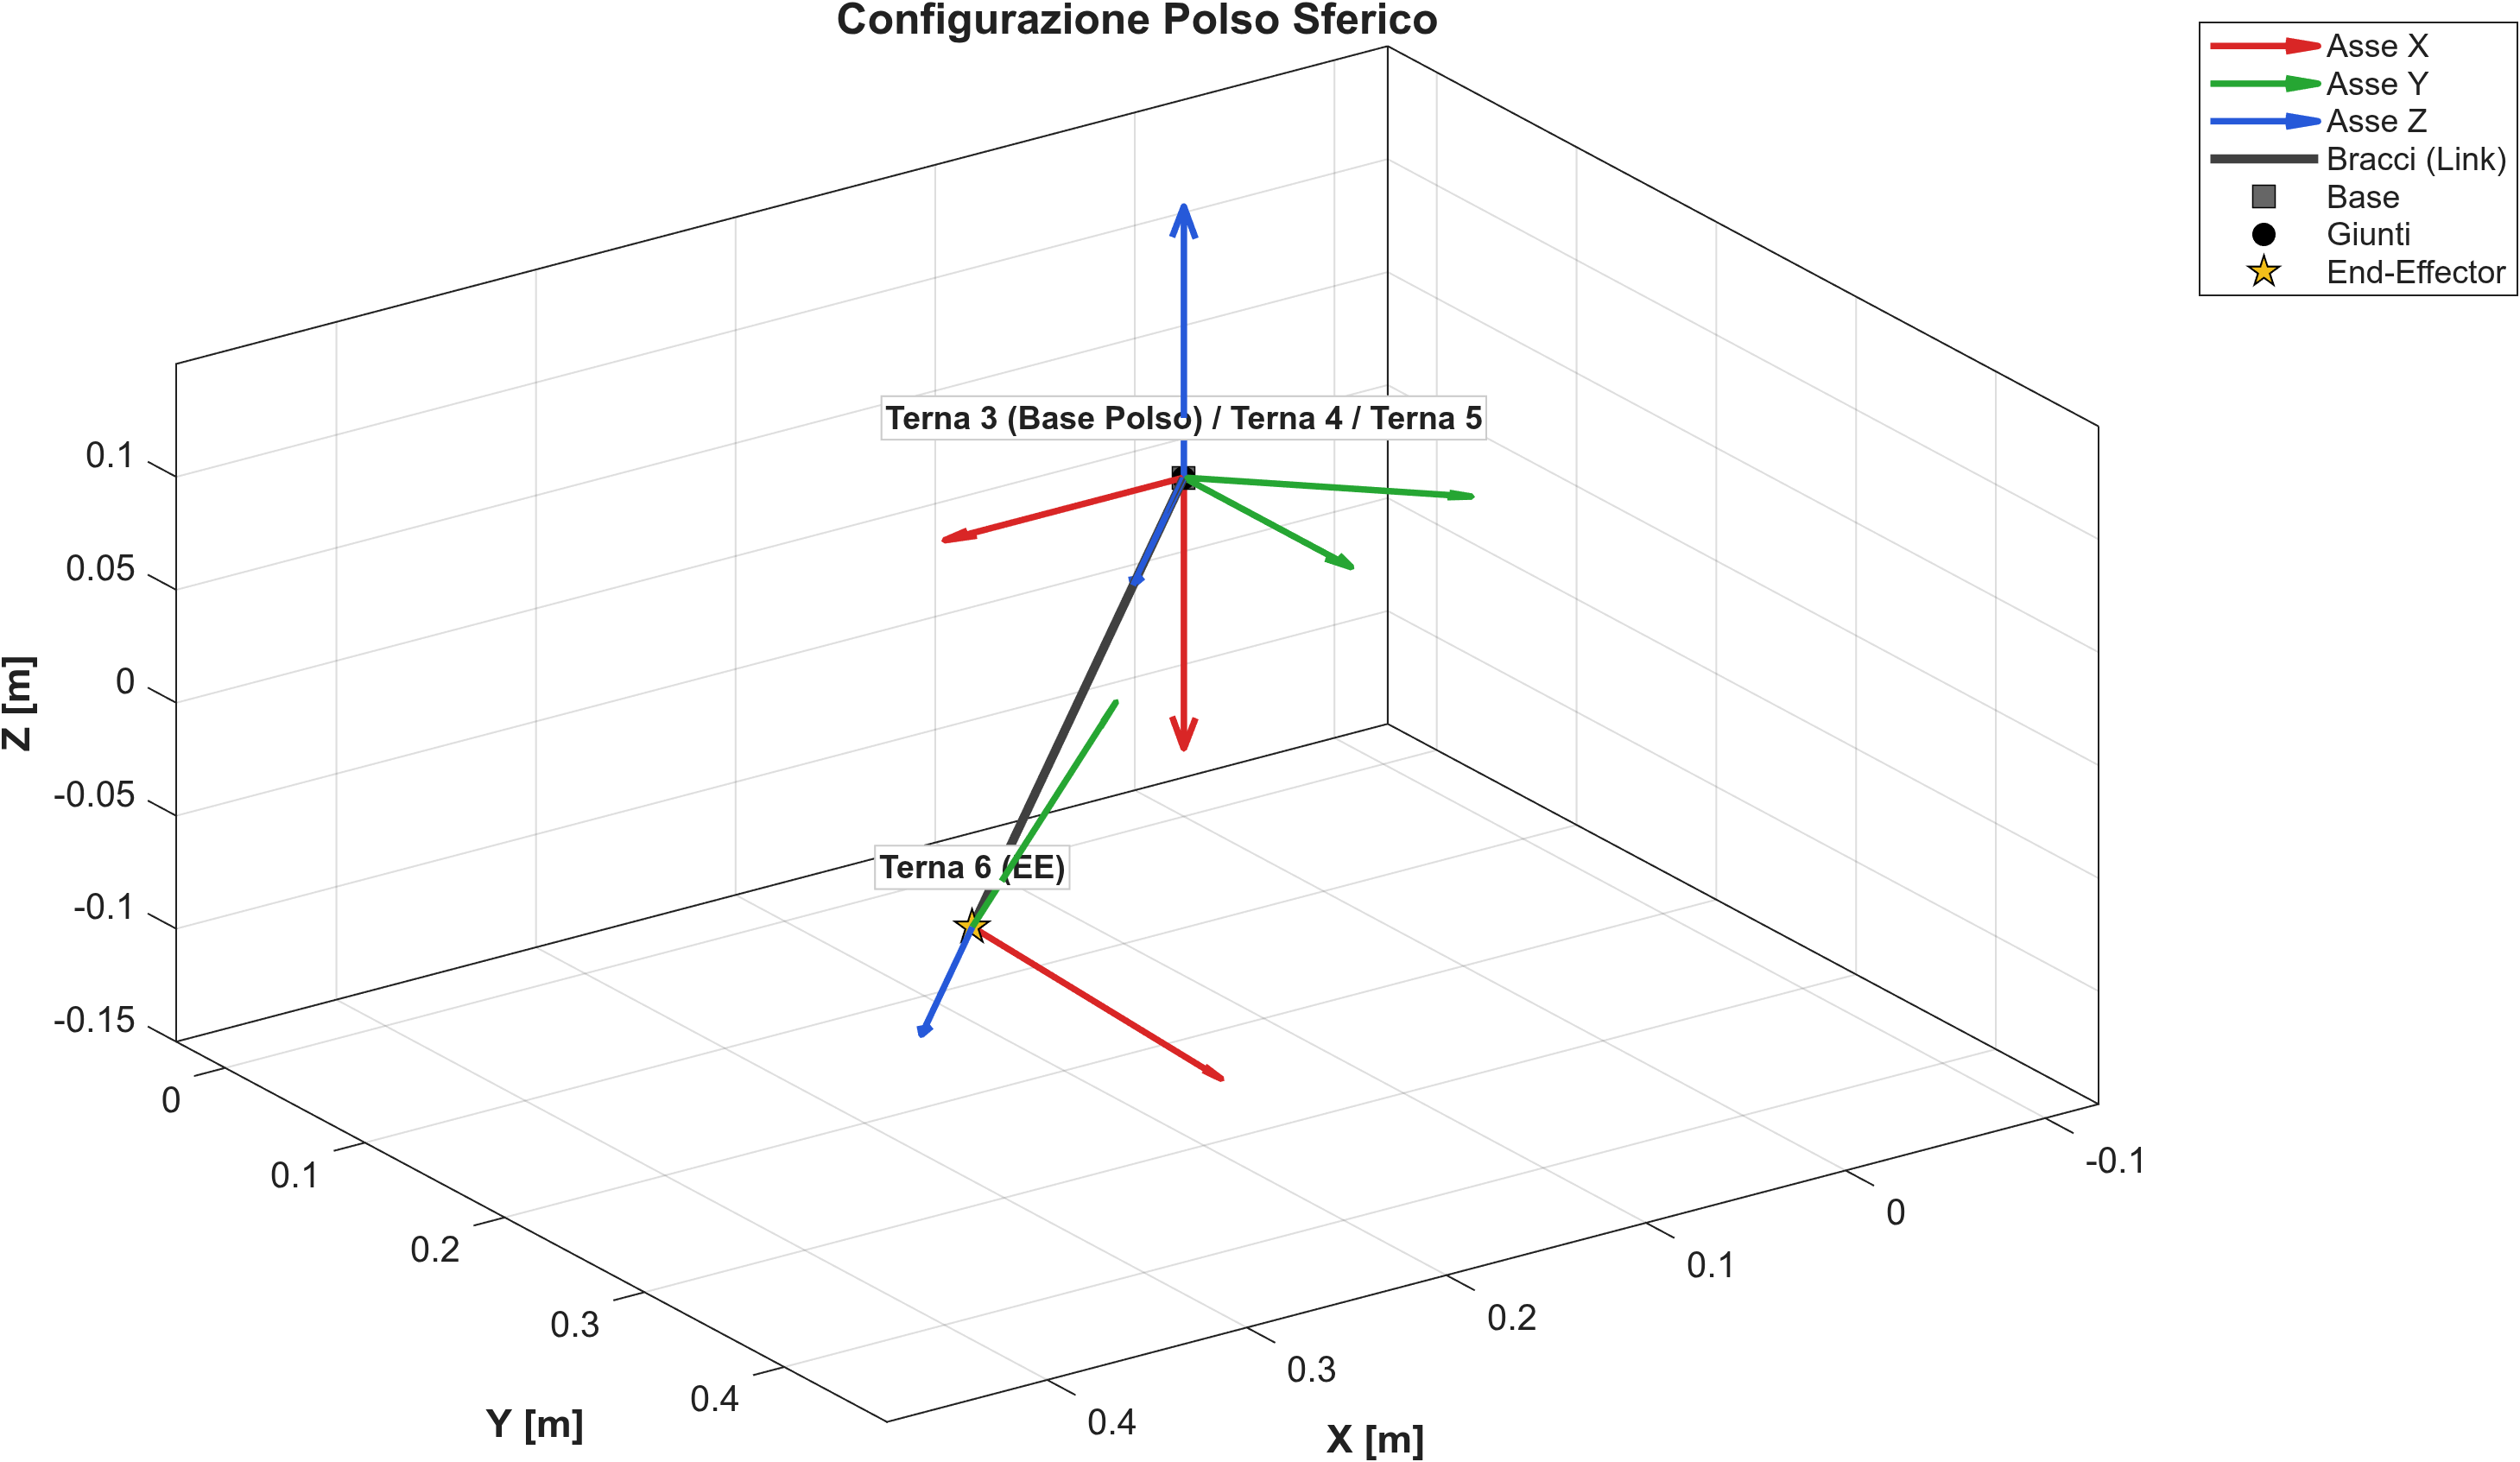 Configurazione Polso Sferico
Asse X
Asse Y
Asse Z
Bracci (Link)
Base
Giunti
End-Effector
Terna 3 (Base Polso) / Terna 4 / Terna 5
Terna 6 (EE)
0.1
0.05
0
-0.05
-0.1
-0.15
Z [m]
0
0.1
0.2
0.3
0.4
Y [m]
-0.1
0
0.1
0.2
0.3
0.4
X [m]